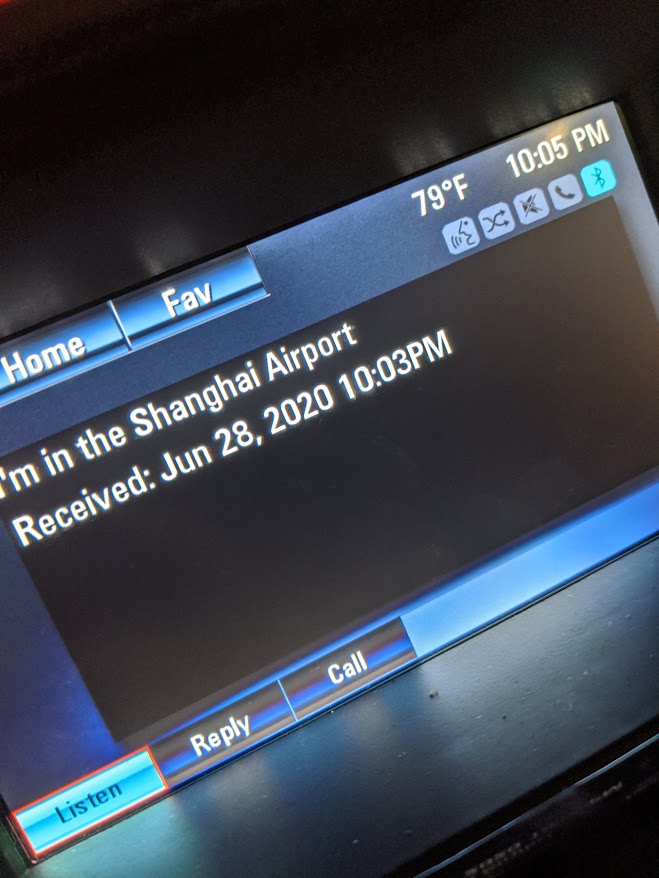 79°F 10:05 PM
Home Fav
I'm in the Shanghai Airport
Received: Jun 28, 2020 10:03PM
Listen Reply Call